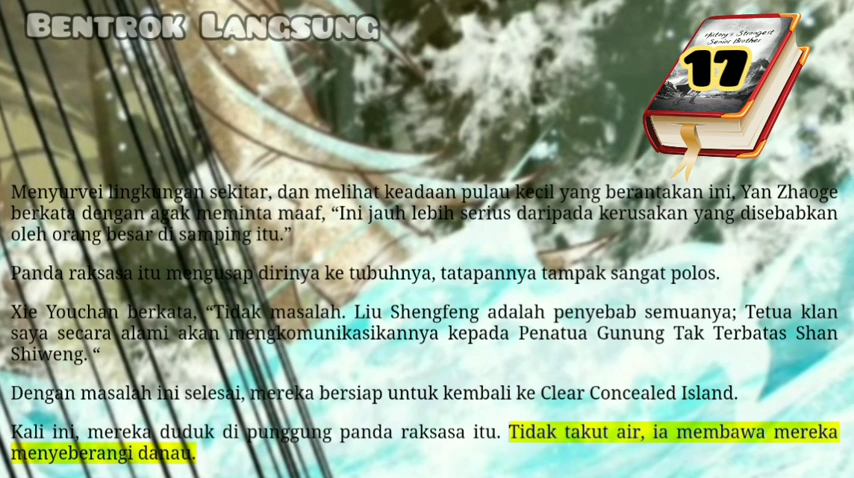 Bentrok Langsung
History's Strongest
Senior Brother
17
Menyurvei lingkungan sekitar, dan melihat keadaan pulau kecil yang berantakan ini, Yan Zhaoge
berkata dengan agak meminta maaf, “Ini jauh lebih serius daripada kerusakan yang disebabkan
oleh orang besar di samping itu.”
Panda raksasa itu mengusap dirinya ke tubuhnya, tatapannya tampak sangat polos.
Xie Youchan berkata, “Tidak masalah. Liu Shengfeng adalah penyebab semuanya; Tetua klan
saya secara alami akan mengkomunikasikannya kepada Penatua Gunung Tak Terbatas Shan
Shiweng. “
Dengan masalah ini selesai, mereka bersiap untuk kembali ke Clear Concealed Island.
Kali ini, mereka duduk di punggung panda raksasa itu. Tidak takut air, ia membawa mereka
menyeberangi danau.